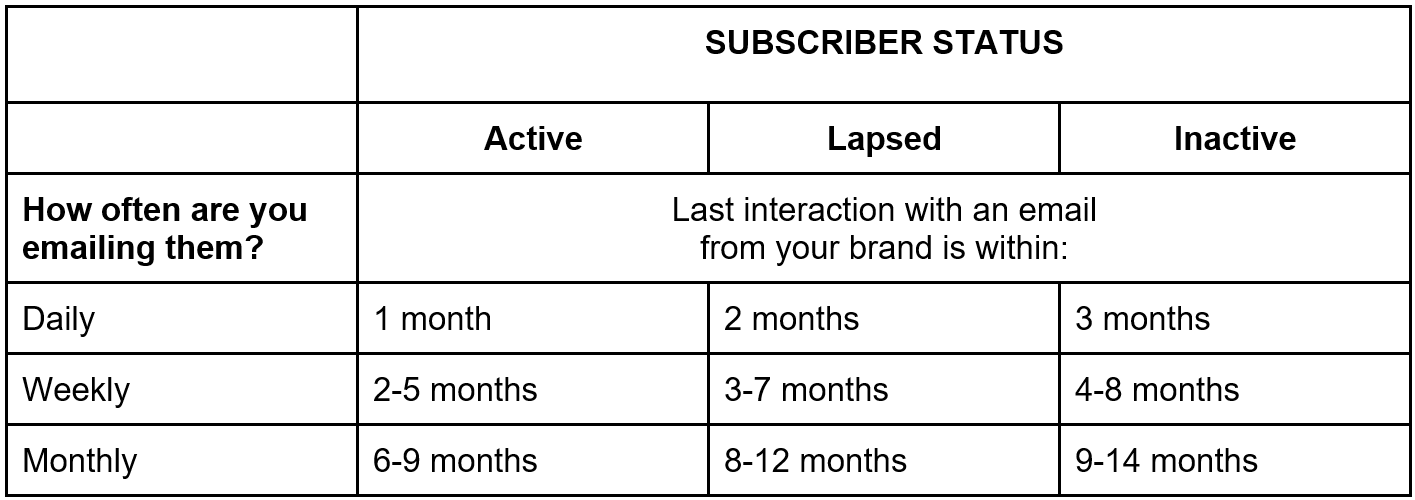 SUBSCRIBER STATUS
Active Lapsed Inactive
How often are you
emailing them?
Last interaction with an email
from your brand is within:
Daily 1 month 2 months 3 months
Weekly 2-5 months 3-7 months 4-8 months
Monthly 6-9 months 8-12 months 9-14 months